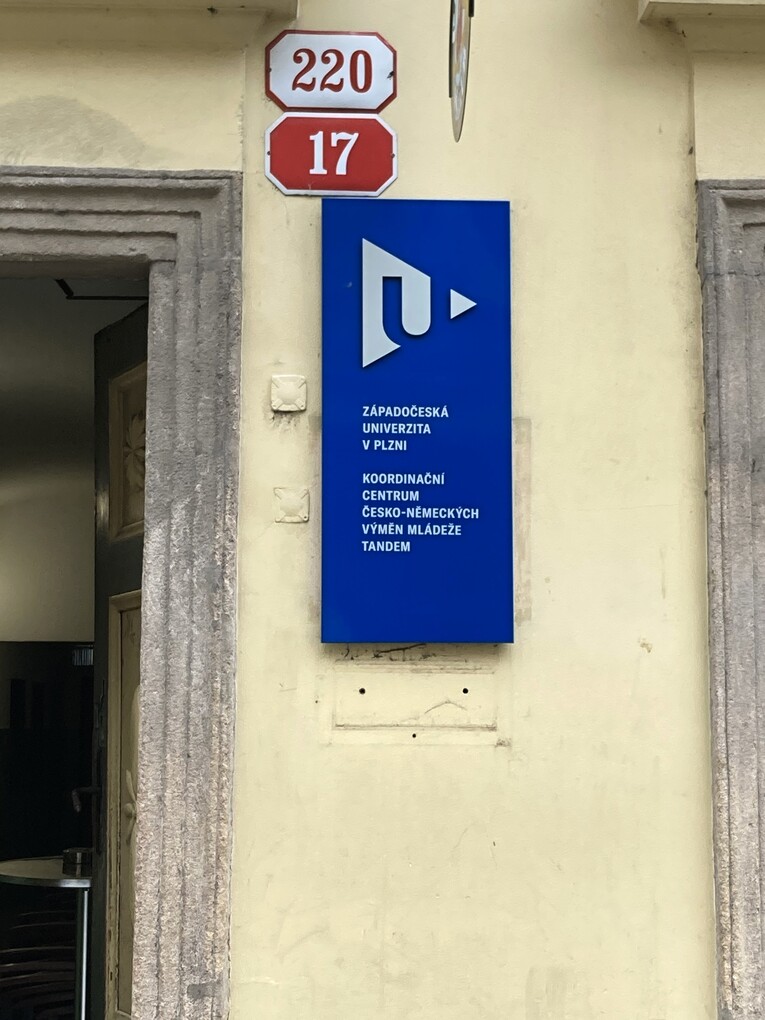 220
17
ZÁPADOČESKÁ
UNIVERZITA
V PLZNI
KOORDINAČNÍ
CENTRUM
ČESKO-NĚMECKÝCH
VÝMĚN MLÁDEŽE
TANDEM